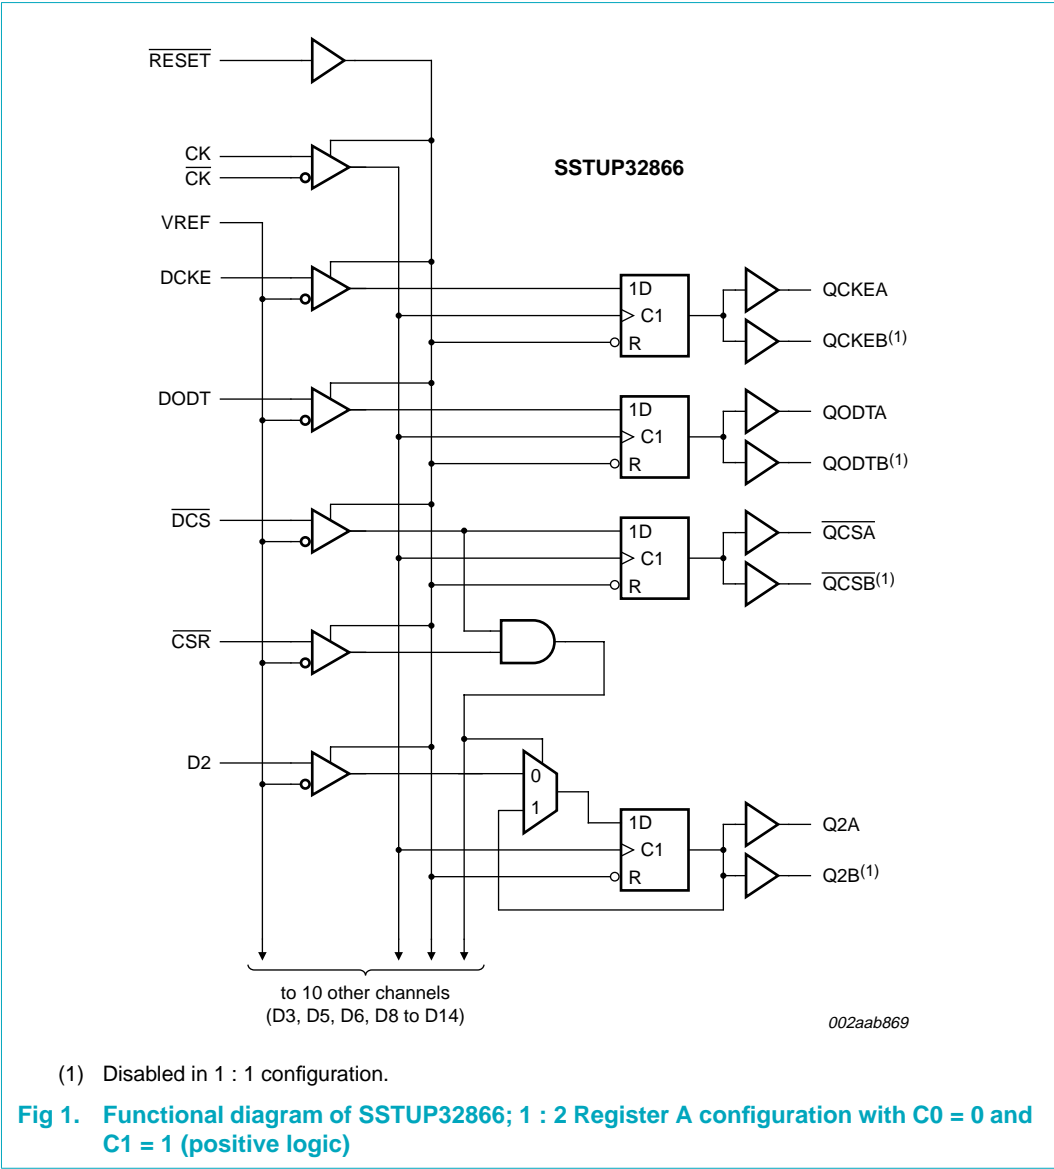 RESET
CK
CK
SSTUP32866
VREF
DCKE
1D
C1
R
QCKEA
QCKEB(1)
DODT
1D
C1
R
QODTA
QODTB(1)
DCS
1D
C1
R
QCSA
QCSB(1)
CSR
D2
0
1
1D
C1
R
Q2A
Q2B(1)
to 10 other channels
(D3, D5, D6, D8 to D14)
002aab869
(1) Disabled in 1 : 1 configuration.
Fig 1. Functional diagram of SSTUP32866; 1 : 2 Register A configuration with C0 = 0 and
C1 = 1 (positive logic)